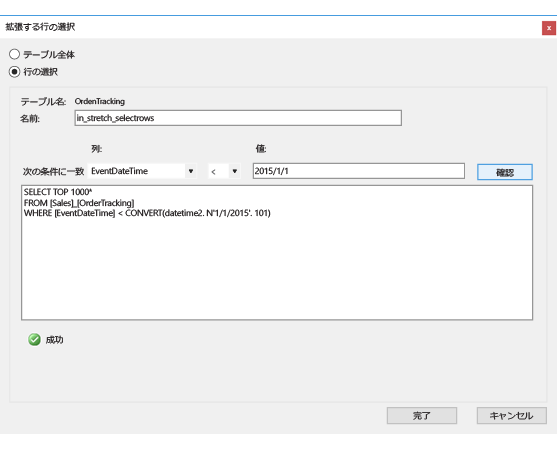 拡張する行の選択
x
テーブル全体
行の選択
テーブル名: OrdenTracking
名前: in_stretch_selectrows
列: 値:
次の条件に一致 EventDateTime < 2015/1/1 確認
SELECT TOP 1000*
FROM [Sales]_[OrderTracking]
WHERE [EventDateTime] < CONVERT(datetime2. N'1/1/2015'. 101)
成功
完了 キャンセル